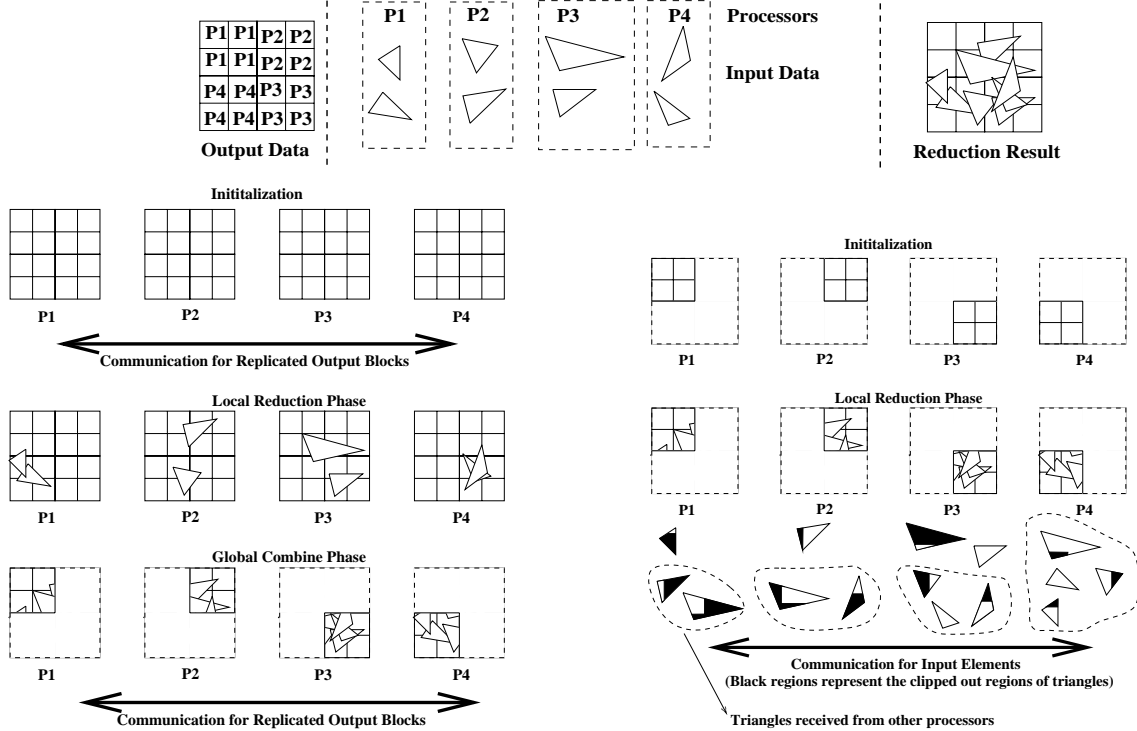 P1 P2 P3 P4 Processors
P1 P1 P2 P2
P1 P1 P2 P2
P4 P4 P3 P3
P4 P4 P3 P3
Input Data
Output Data
Reduction Result
Inititalization
P1 P2 P3 P4
Communication for Replicated Output Blocks
Local Reduction Phase
P1 P2 P3 P4
Global Combine Phase
P1 P2 P3 P4
Communication for Replicated Output Blocks
Inititalization
P1 P2 P3 P4
Local Reduction Phase
P1 P2 P3 P4
Communication for Input Elements
(Black regions represent the clipped out regions of triangles)
Triangles received from other processors